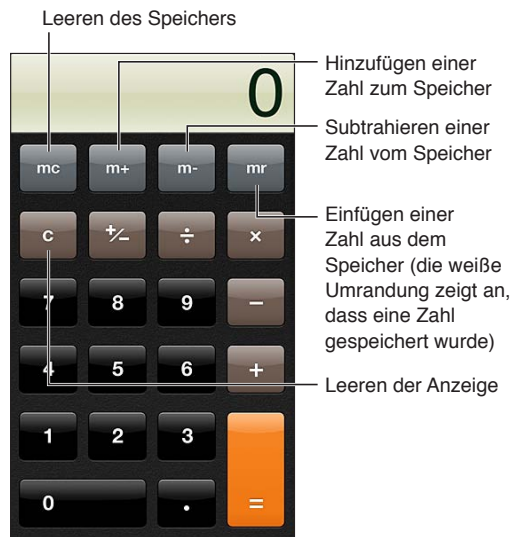 Leeren des Speichers
0
Hinzufügen einer
Zahl zum Speicher
Subtrahieren einer
Zahl vom Speicher
mc m+ m- mr
Einfügen einer
Zahl aus dem
Speicher (die weiße
Umrandung zeigt an,
dass eine Zahl
gespeichert wurde)
c +/− ÷ ×
7 8 9 −
4 5 6 +
Leeren der Anzeige
1 2 3
0 . =